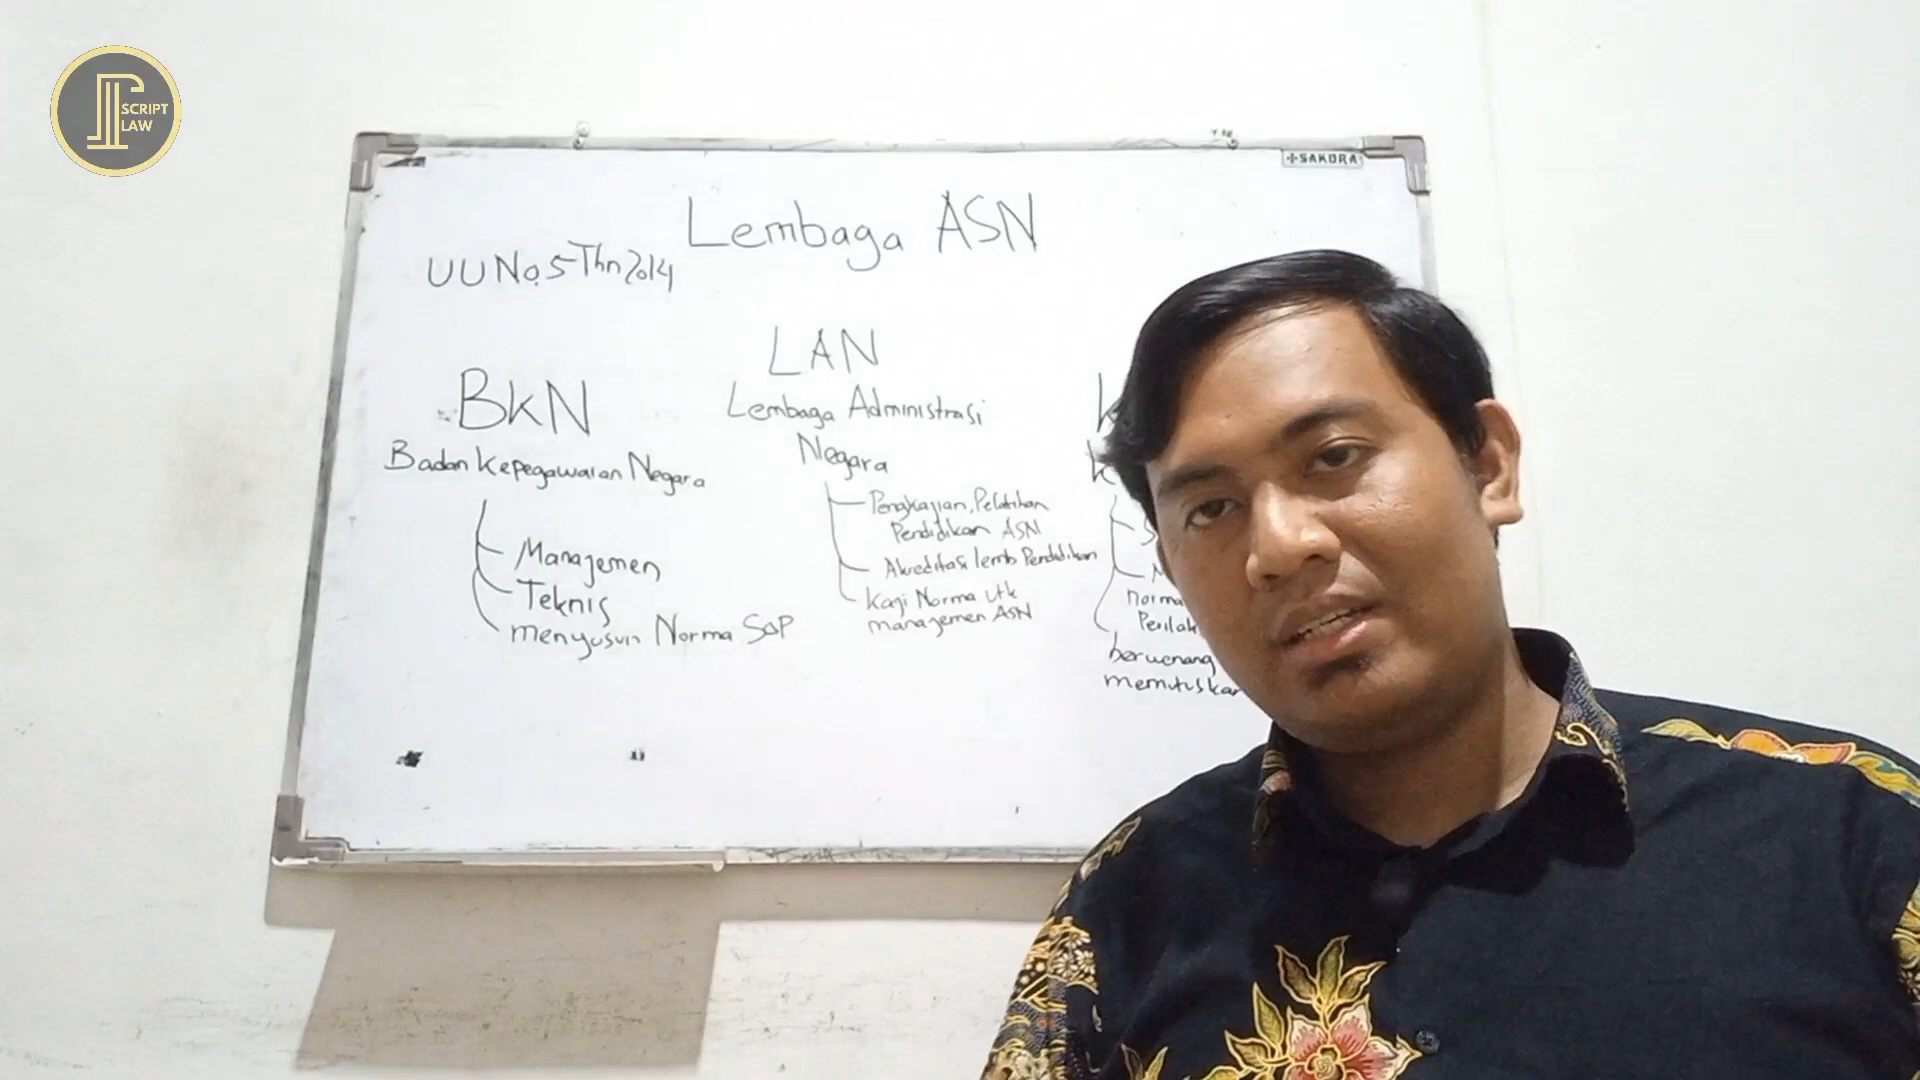 SCRIPT
LAW
SAKURA
Lembaga ASN
UU No. 5 Thn 2014
BKN
Badan Kepegawaian Negara
Manajemen
Teknis
menyusun Norma SOP
LAN
Lembaga Administrasi
Negara
Pengkajian, Pelatihan
Pendidikan ASN
Akreditasi lemb Pendidikan
Kaji Norma utk
manajemen ASN
K
K
S
N
norma
Perilak
berwenang
memutuskan